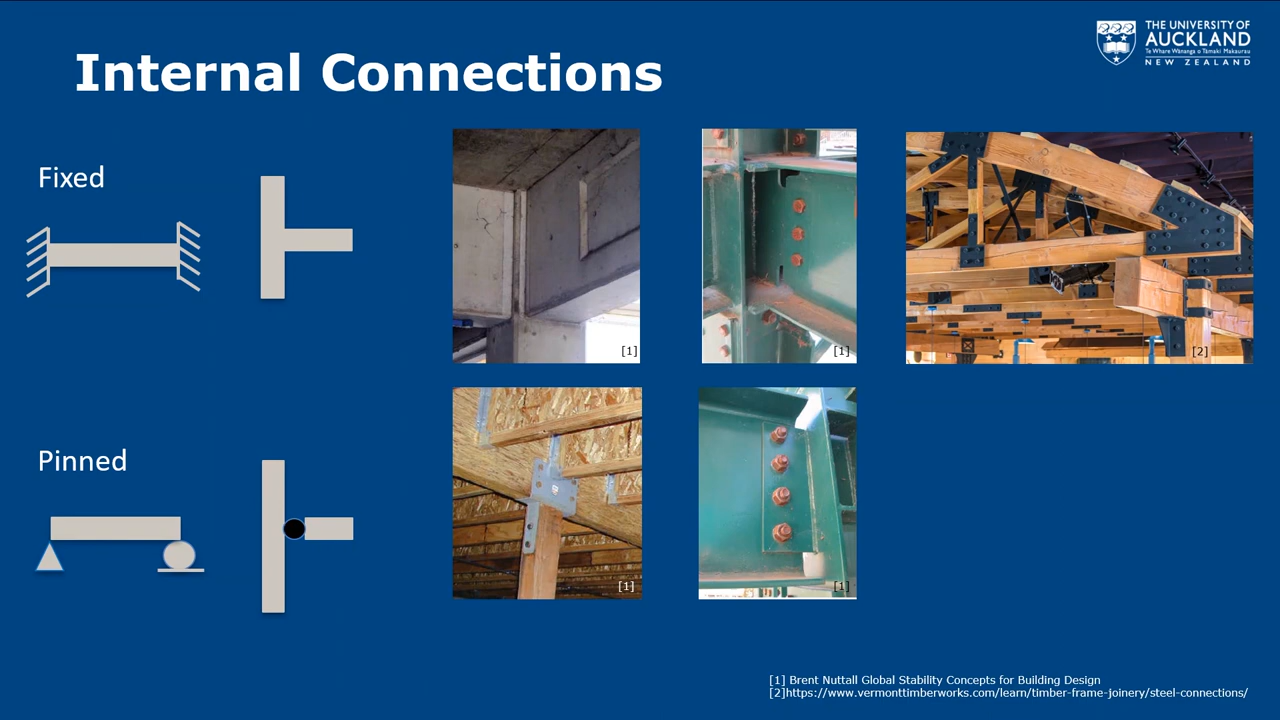 THE UNIVERSITY OF
AUCKLAND
Te Whare Wānanga o Tāmaki Makaurau
NEW ZEALAND
Internal Connections
Fixed
[1]
[1]
[2]
Pinned
[1]
[1]
[1] Brent Nuttall Global Stability Concepts for Building Design
[2]https://www.vermonttimberworks.com/learn/timber-frame-joinery/steel-connections/